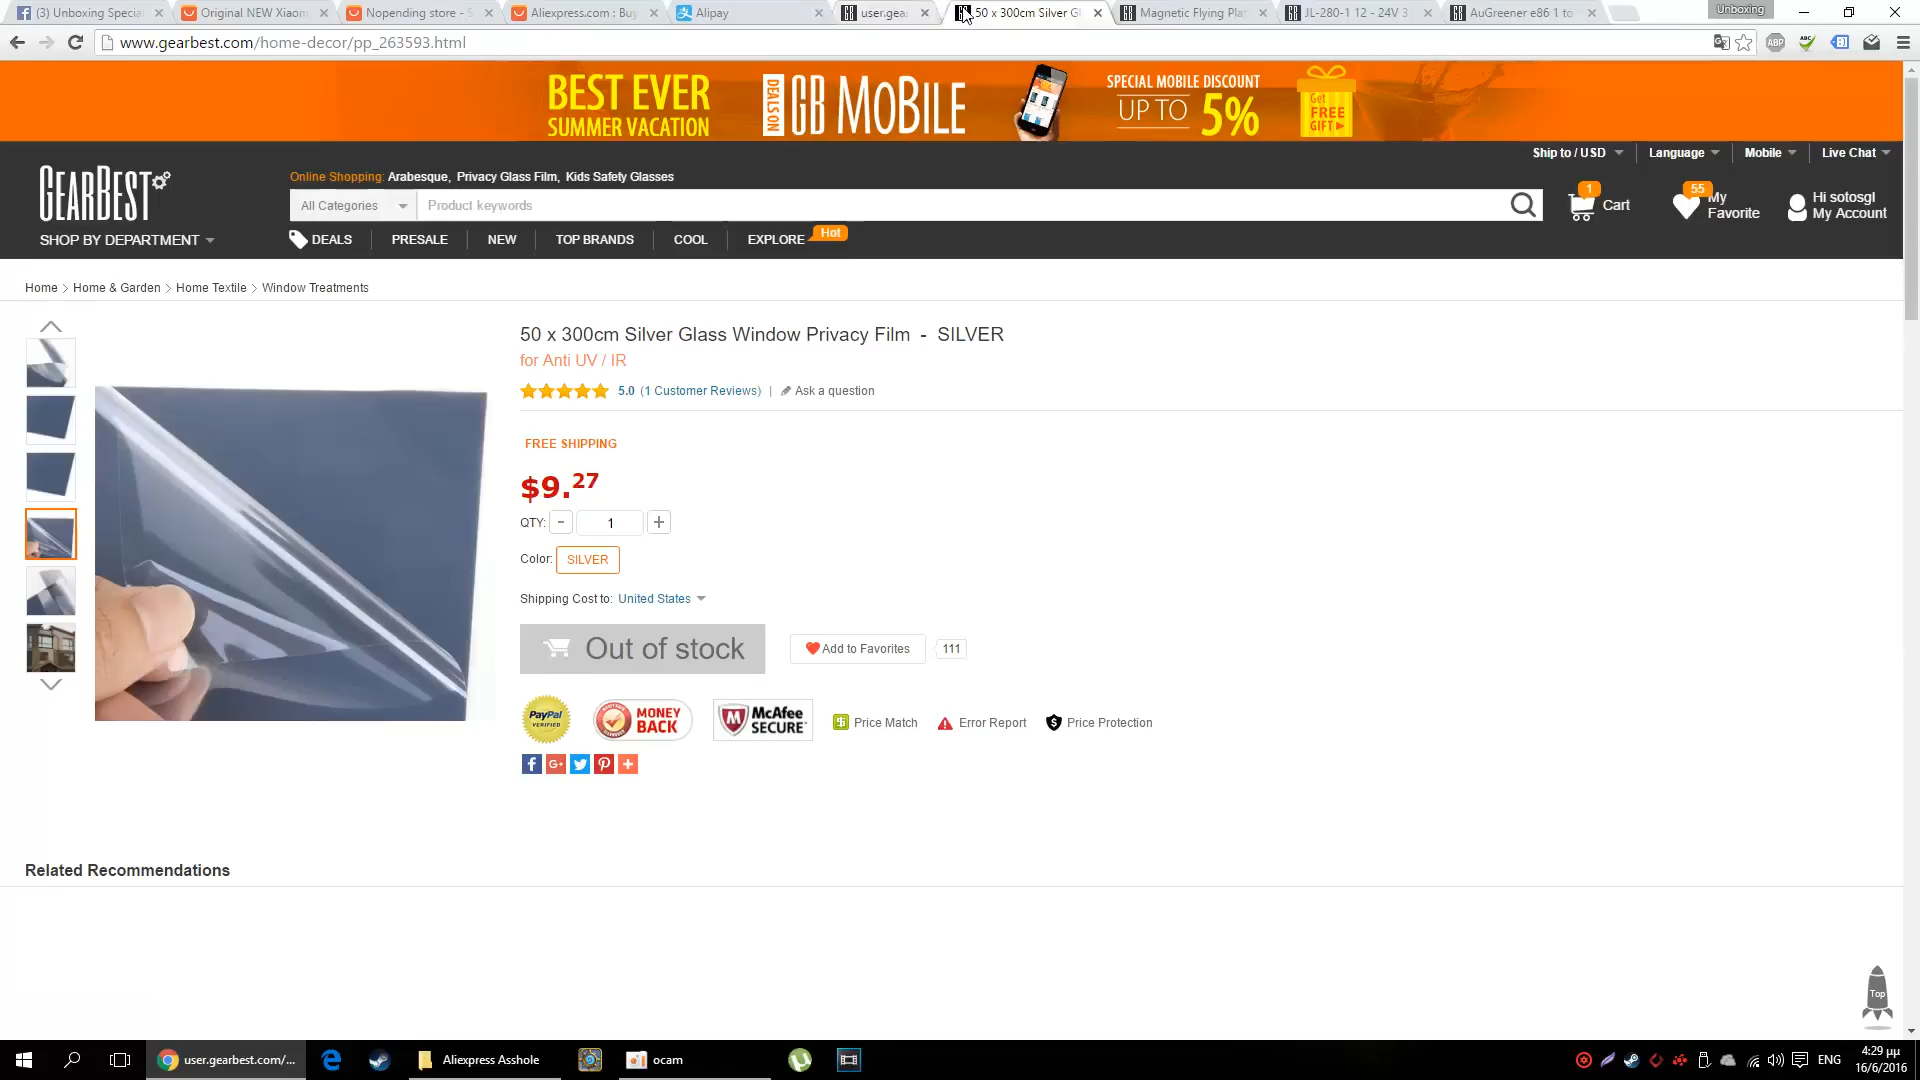 (3) Unboxing Specia
Original NEW Xiaom
Nopending store - S
Aliexpress.com : Buy
Alipay
user.gea
50 x 300cm Silver Gl
Magnetic Flying Plat
JL-280-1 12 - 24V 3
AuGreener e86 1 to
Unboxing
www.gearbest.com/home-decor/pp_263593.html
ABP
ABC
BEST EVER
SUMMER VACATION
DEALS ON
GB MOBILE
SPECIAL MOBILE DISCOUNT
UP TO 5%
Get
FREE
GIFT
Ship to / USD
Language
Mobile
Live Chat
GEARBEST
Online Shopping: Arabesque, Privacy Glass Film, Kids Safety Glasses
All Categories
Product keywords
1
Cart
55
My
Favorite
Hi sotosgl
My Account
SHOP BY DEPARTMENT
DEALS
PRESALE
NEW
TOP BRANDS
COOL
EXPLORE
Hot
Home > Home & Garden > Home Textile > Window Treatments
50 x 300cm Silver Glass Window Privacy Film - SILVER
for Anti UV / IR
5.0 (1 Customer Reviews) | Ask a question
FREE SHIPPING
$9.27
QTY: - 1 +
Color: SILVER
Shipping Cost to: United States
Out of stock
Add to Favorites
111
PayPal
VERIFIED
MONEY
BACK
McAfee
SECURE
Price Match
Error Report
Price Protection
Related Recommendations
Top
user.gearbest.com/...
Aliexpress Asshole
ocam
ENG
4:29 μμ
16/6/2016